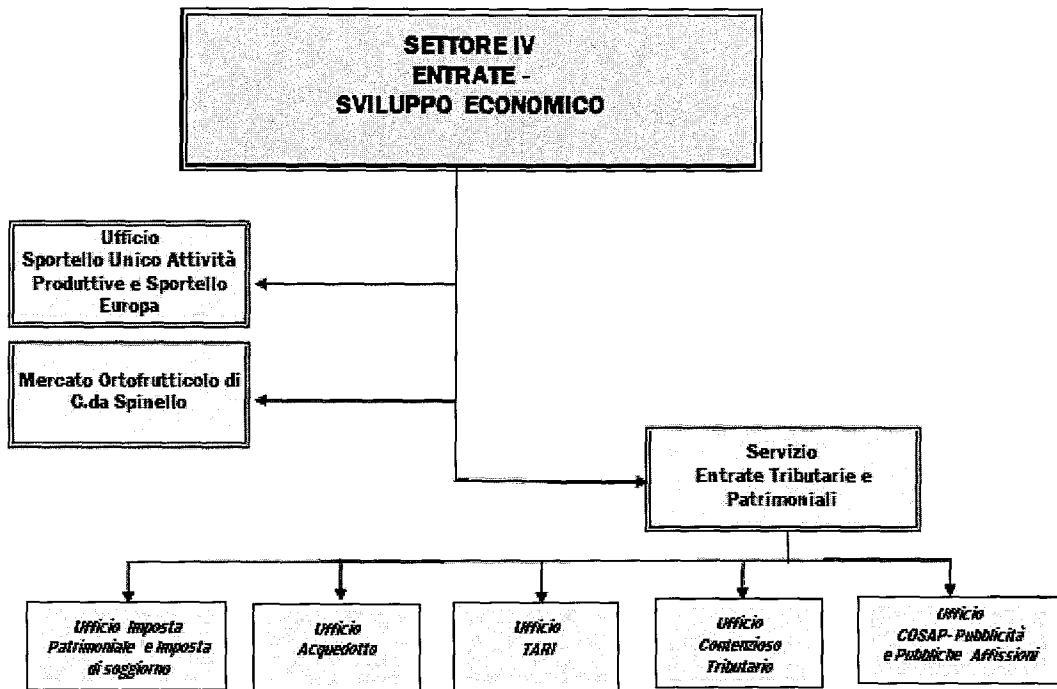 SETTORE IV
ENTRATE -
SVILUPPO ECONOMICO
Ufficio
Sportello Unico Attività
Produttive e Sportello
Europa
Mercato Ortofrutticolo di
C.da Spinello
Servizio
Entrate Tributarie e
Patrimoniali
Ufficio Imposta
Patrimoniale e Imposta
di soggiorno
Ufficio
Acquedotto
Ufficio
TARI
Ufficio
Contenzioso
Tributario
Ufficio
COSAP-Pubblicità
e Pubbliche Affissioni